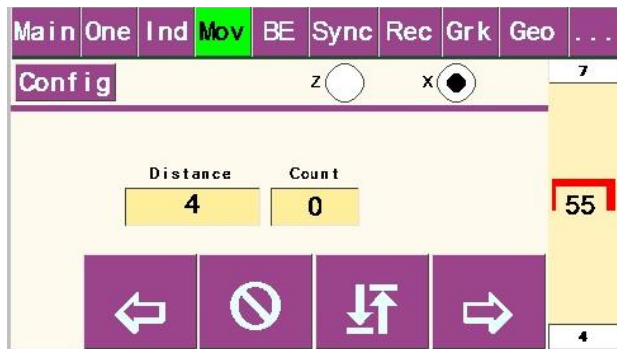 Main One Ind Mov BE Sync Rec Grk Geo ...
Config Z X 7
Distance Count
4 0 55
4